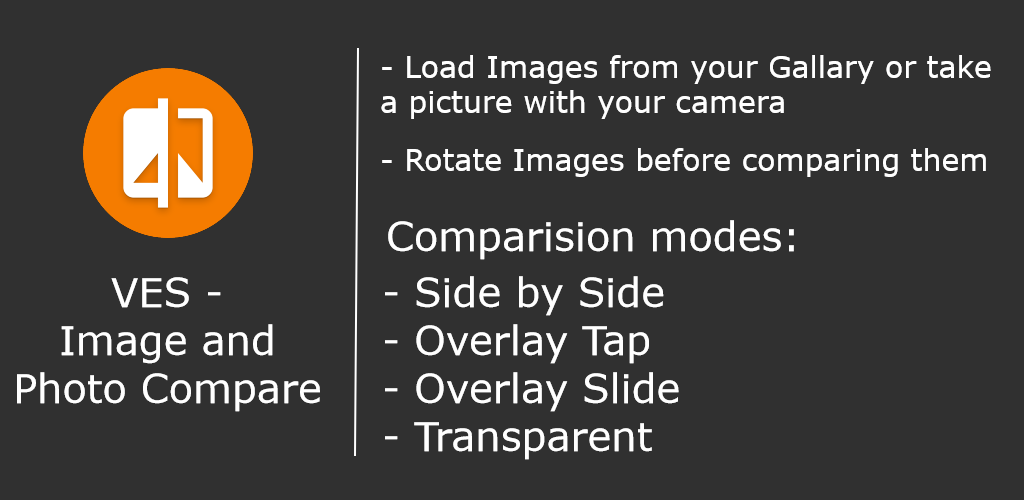 VES -
Image and
Photo Compare
- Load Images from your Gallary or take
a picture with your camera
- Rotate Images before comparing them
Comparision modes:
- Side by Side
- Overlay Tap
- Overlay Slide
- Transparent